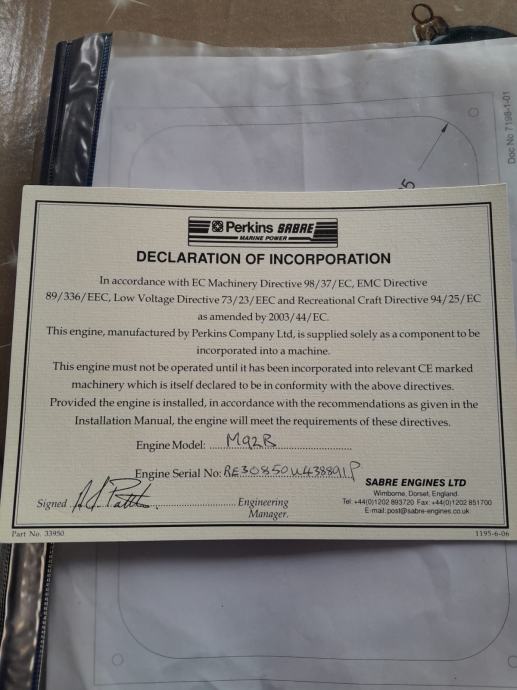 Doc No 7198-1-01
5
Perkins SABRE
MARINE POWER
DECLARATION OF INCORPORATION
In accordance with EC Machinery Directive 98/37/EC, EMC Directive
89/336/EEC, Low Voltage Directive 73/23/EEC and Recreational Craft Directive 94/25/EC
as amended by 2003/44/EC.
This engine, manufactured by Perkins Company Ltd, is supplied solely as a component to be
incorporated into a machine.
This engine must not be operated until it has been incorporated into relevant CE marked
machinery which is itself declared to be in conformity with the above directives.
Provided the engine is installed, in accordance with the recommendations as given in the
Installation Manual, the engine will meet the requirements of these directives.
Engine Model: M92R
Engine Serial No: RE30850U438891P
Signed Engineering
Manager.
SABRE ENGINES LTD
Wimborne, Dorset, England.
Tel: +44(0)1202 893720 Fax: +44(0)1202 851700
E-mail: post@sabre-engines.co.uk
Part No. 33950
1195-6-06